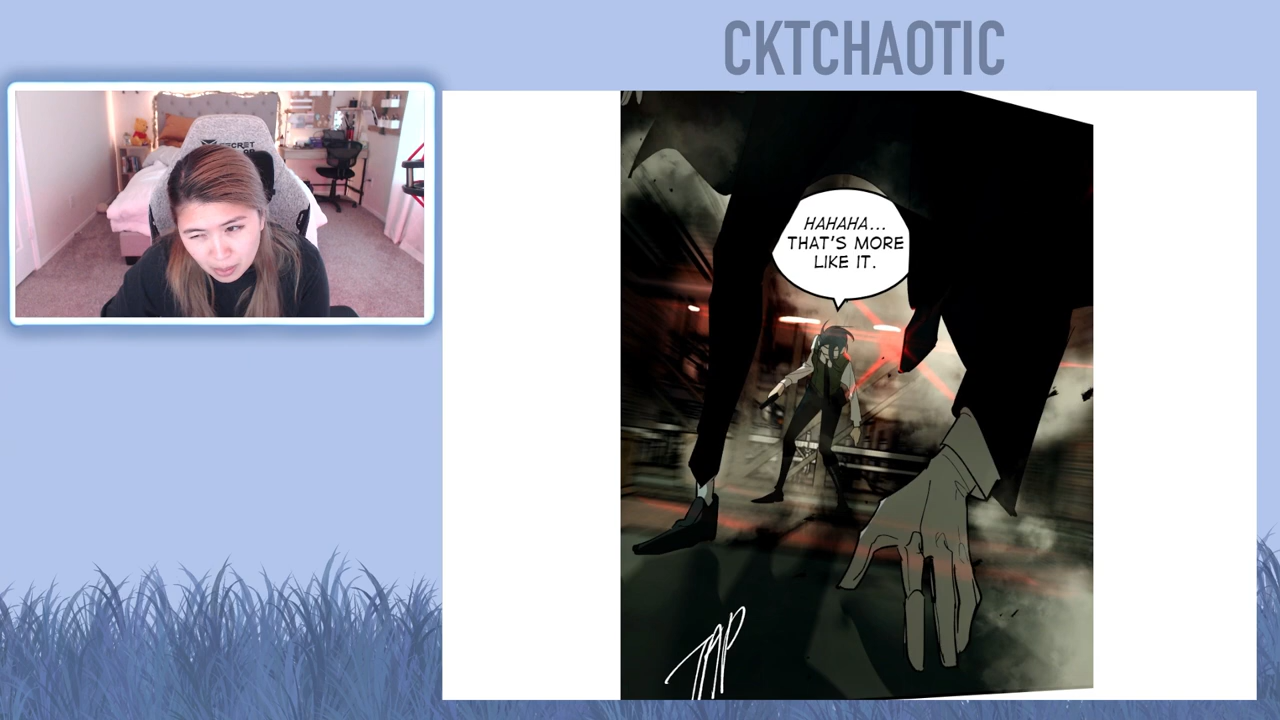 CKTCHAOTIC
HAHAHA...
THAT'S MORE
LIKE IT.
TAP